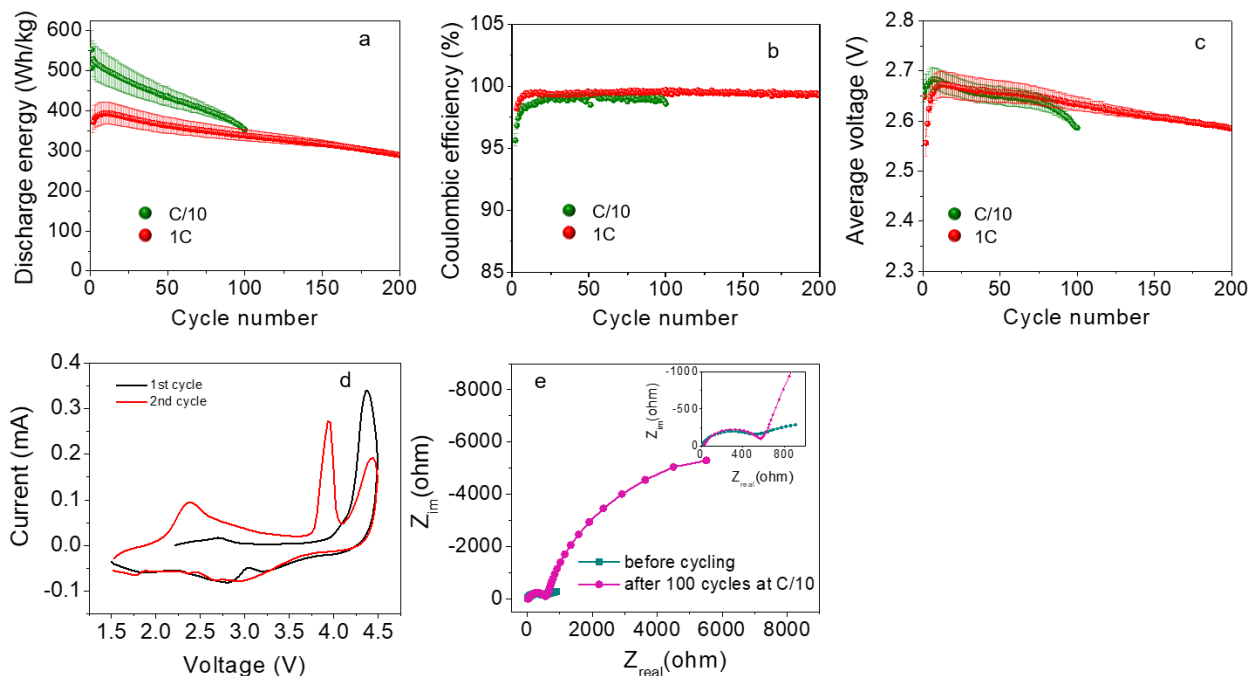 a
600
500
400
300
200
100
0
Discharge energy (Wh/kg)
C/10
1C
0 50 100 150 200
Cycle number
b
105
100
95
90
85
Coulombic efficiency (%)
C/10
1C
0 50 100 150 200
Cycle number
c
2.8
2.7
2.6
2.5
2.4
2.3
Average voltage (V)
C/10
1C
0 50 100 150 200
Cycle number
d
0.4
0.3
0.2
0.1
0.0
-0.1
Current (mA)
1st cycle
2nd cycle
1.5 2.0 2.5 3.0 3.5 4.0 4.5
Voltage (V)
e
-8000
-6000
-4000
-2000
0
Zim(ohm)
-1000
-500
0
Zim(ohm)
0 400 800
Zreal(ohm)
before cycling
after 100 cycles at C/10
0 2000 4000 6000 8000
Zreal(ohm)